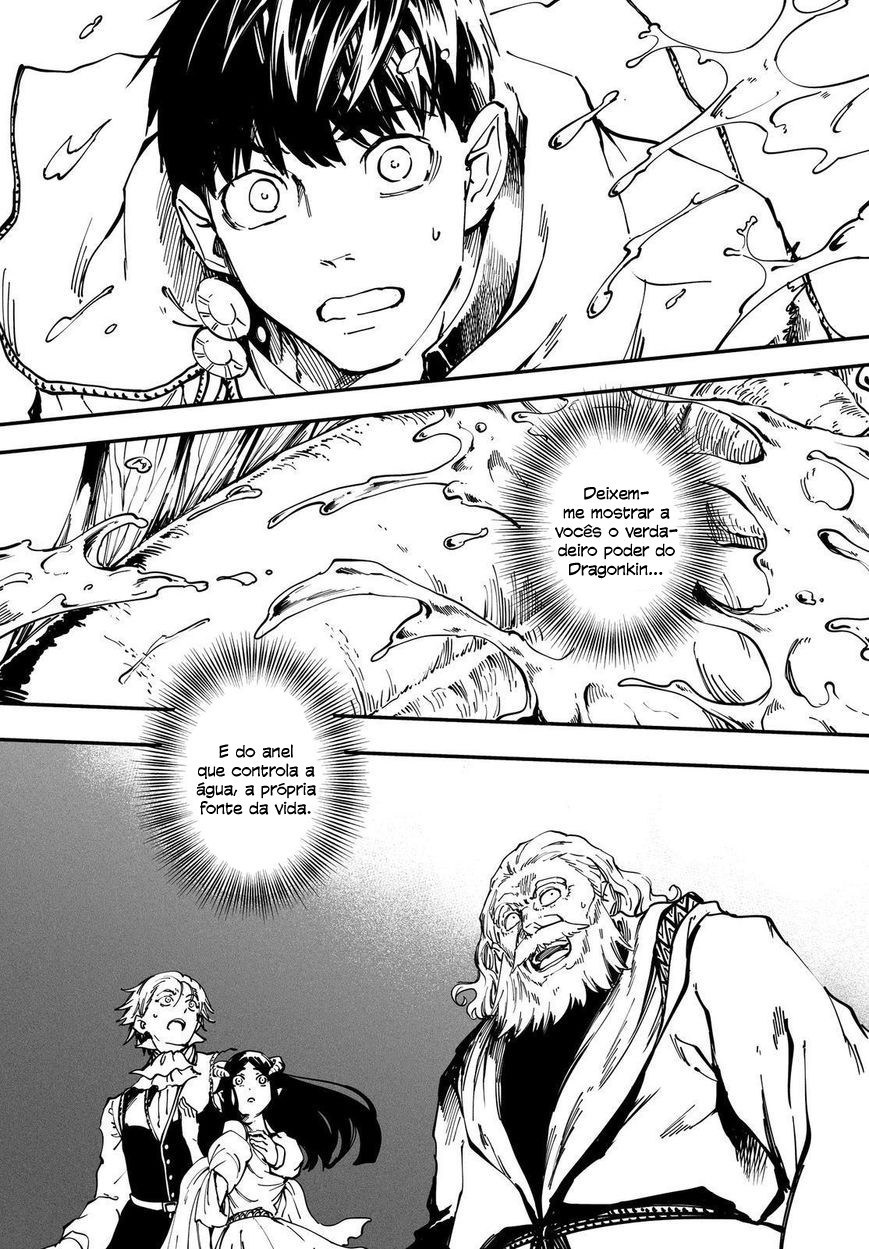 Deixem-
me mostrar a
vocês o verda-
deiro poder do
Dragonkin...
E do anel
que controla a
água, a própria
fonte da vida.